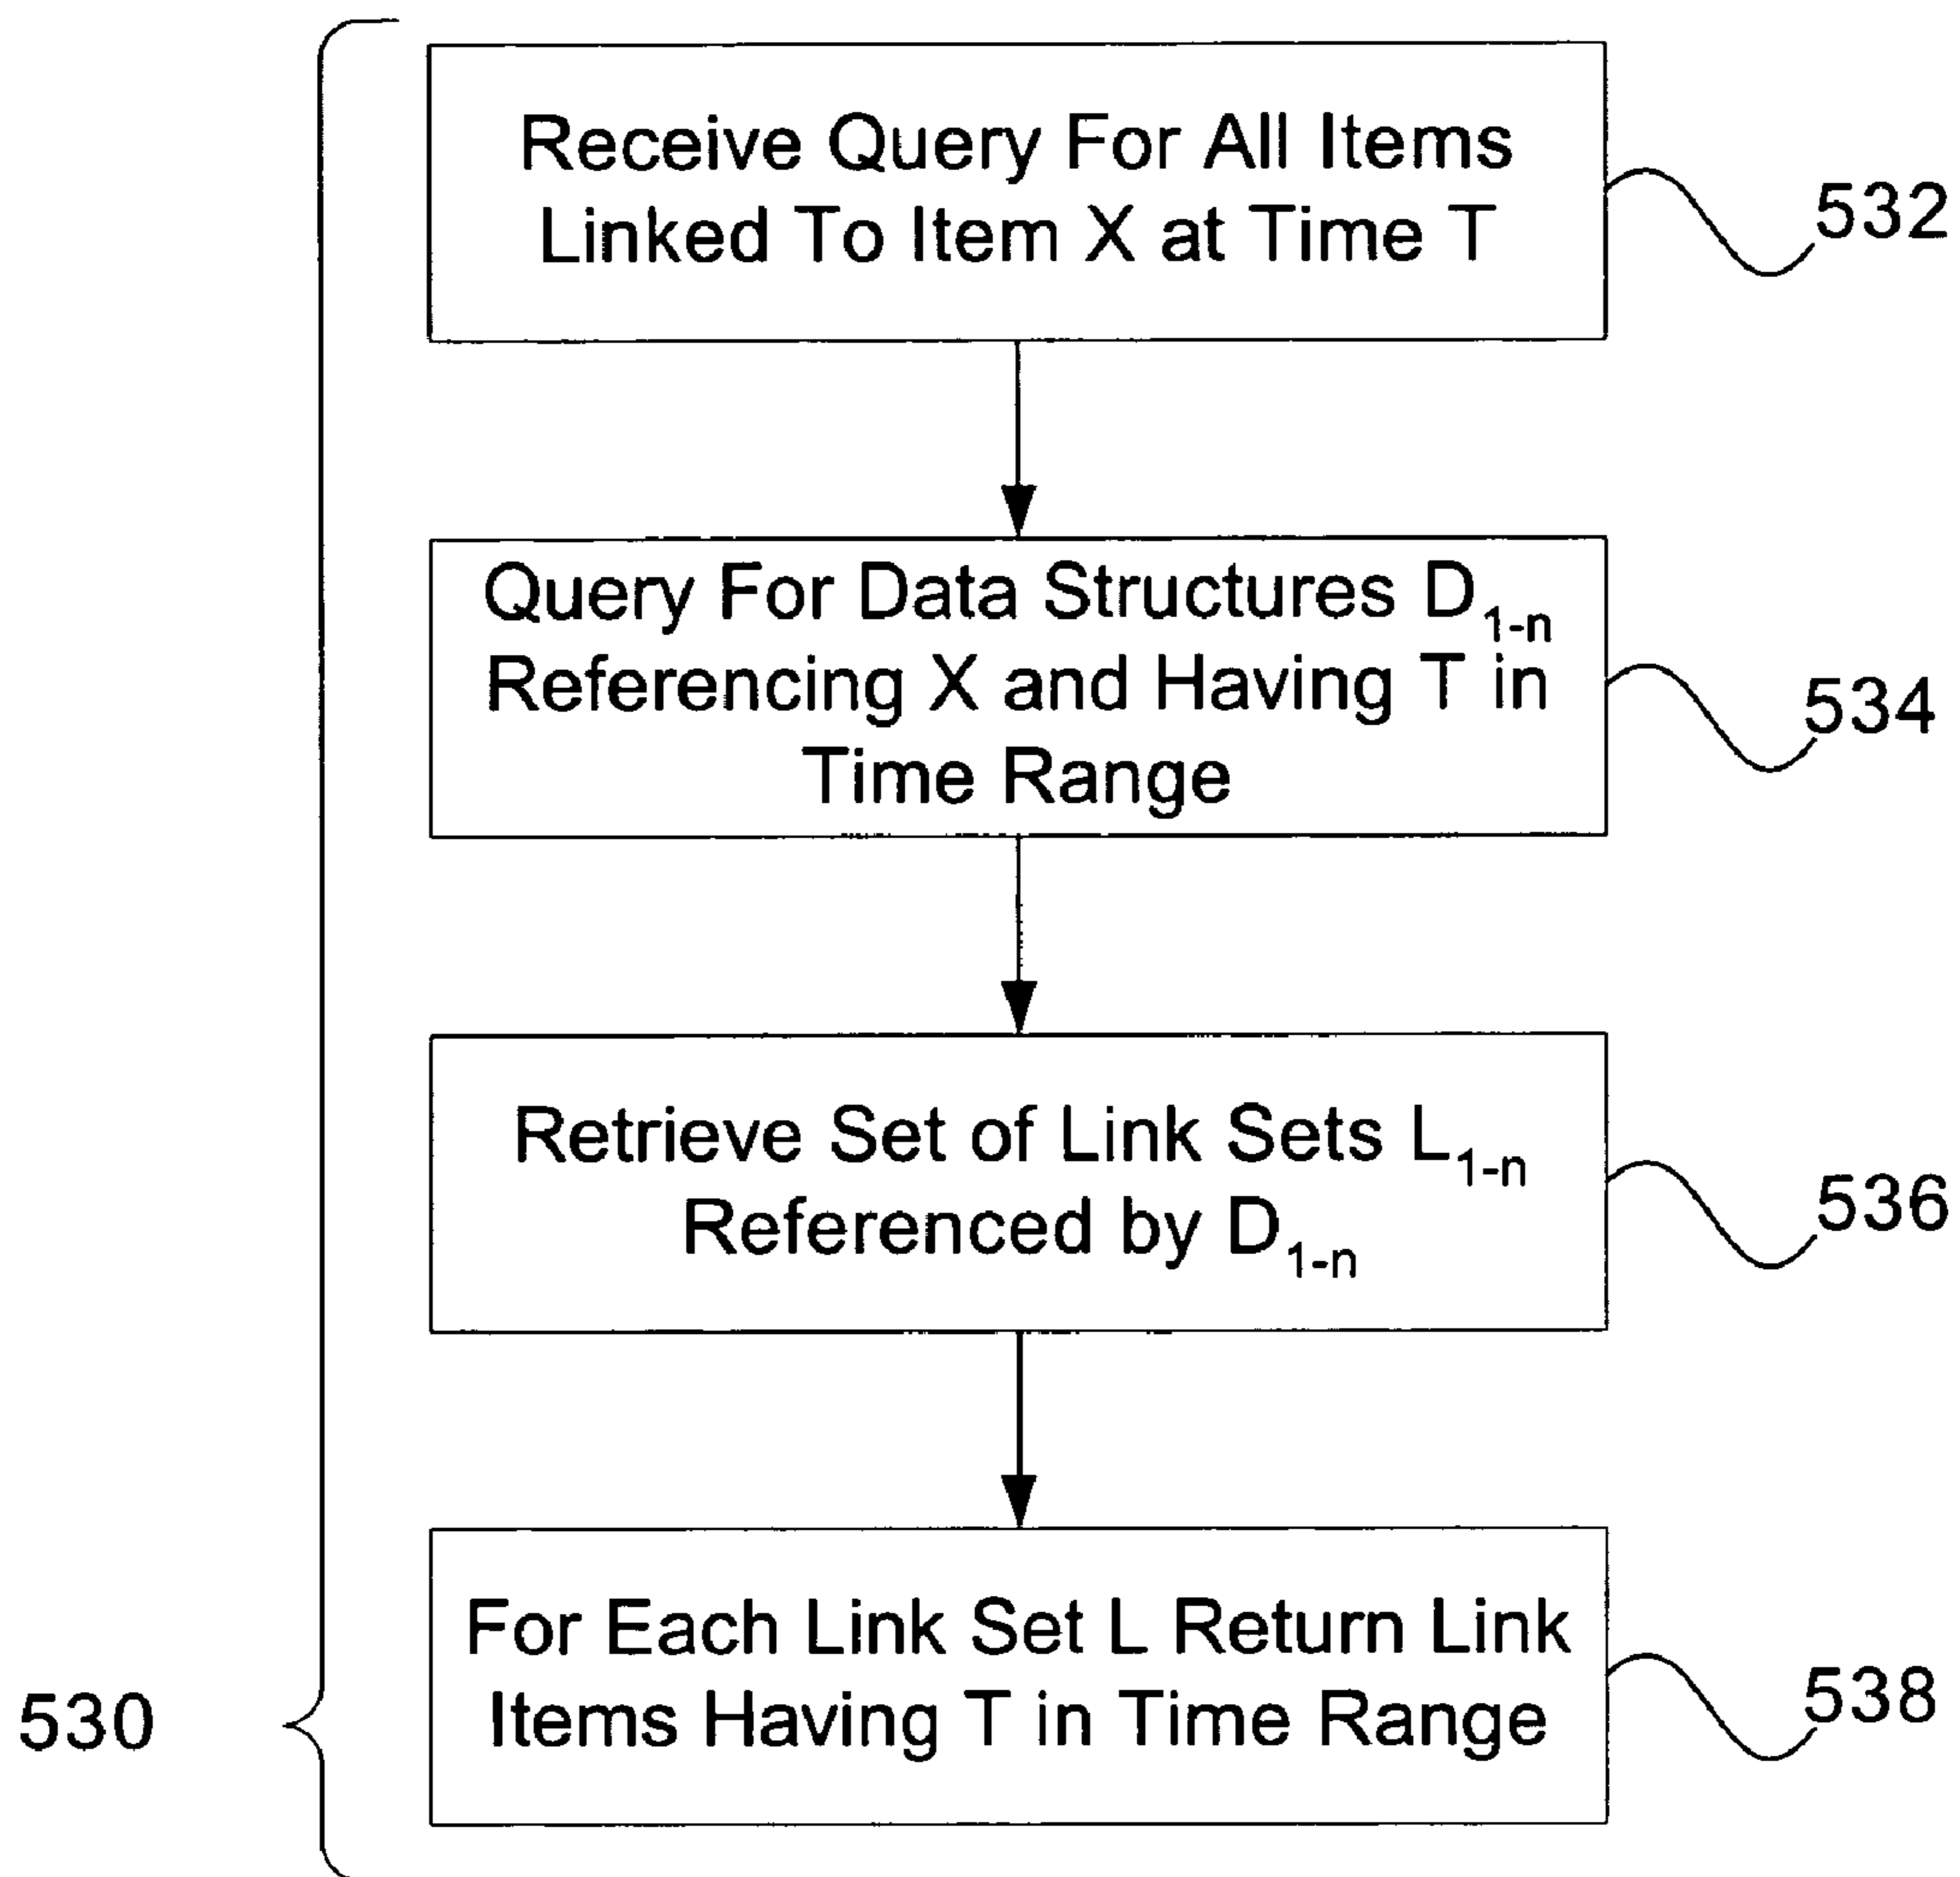 Receive Query For All Items
Linked To Item X at Time T
532
Query For Data Structures D1-n
Referencing X and Having T in
Time Range
534
Retrieve Set of Link Sets L1-n
Referenced by D1-n
536
For Each Link Set L Return Link
Items Having T in Time Range
538
530